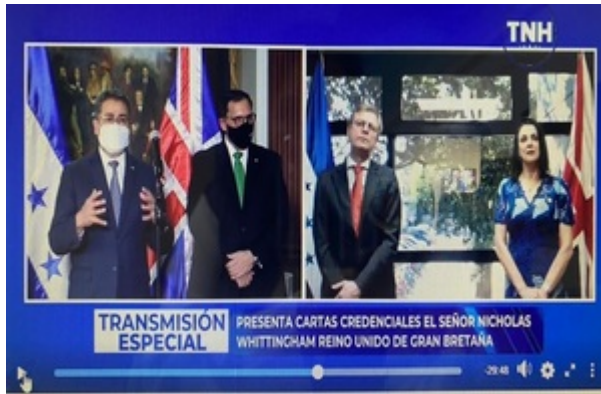 TNH
TRANSMISIÓN
ESPECIAL
PRESENTA CARTAS CREDENCIALES EL SEÑOR NICHOLAS
WHITTINGHAM REINO UNIDO DE GRAN BRETAÑA
-29:48